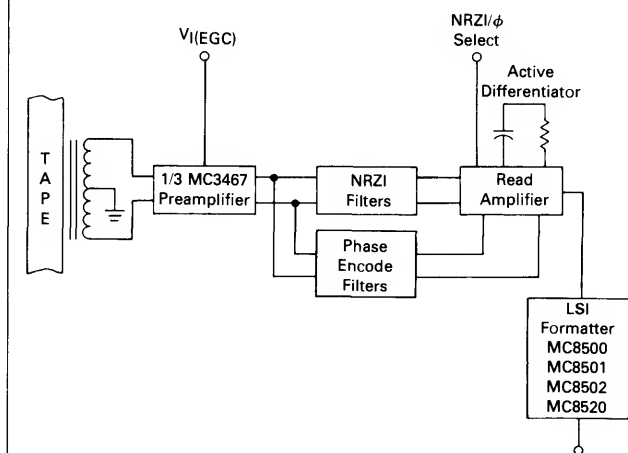 VI(EGC)
NRZI/ϕ
Select
Active
Differentiator
T
A
P
E
1/3 MC3467
Preamplifier
NRZI
Filters
Read
Amplifier
Phase
Encode
Filters
LSI
Formatter
MC8500
MC8501
MC8502
MC8520